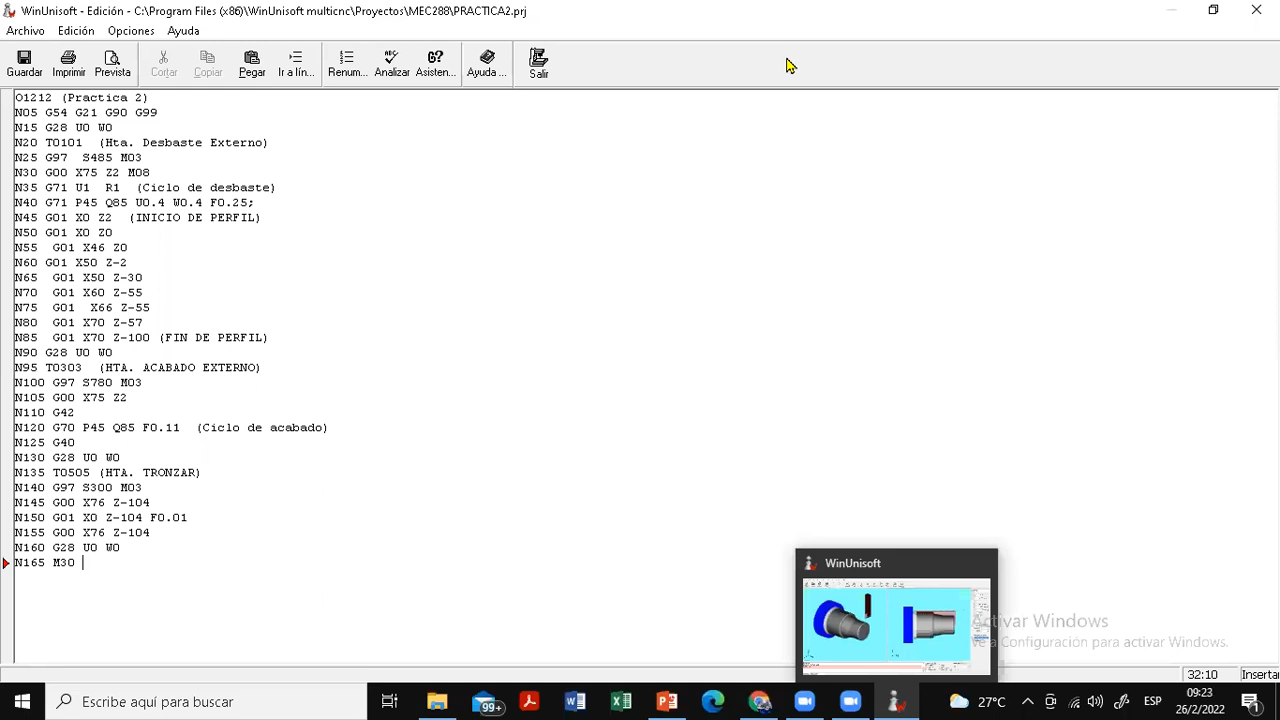 WinUnisoft - Edición - C:\Program Files (x86)\WinUnisoft multicnc\Proyectos\MEC288\PRACTICA2.prj
Archivo Edición Opciones Ayuda
Guardar Imprimir Prevista Cortar Copiar Pegar Ir a lín... Renum... Analizar Asisten... Ayuda ... Salir
O1212 (Practica 2)
N05 G54 G21 G90 G99
N15 G28 U0 W0
N20 T0101 (Hta. Desbaste Externo)
N25 G97 S485 M03
N30 G00 X75 Z2 M08
N35 G71 U1 R1 (Ciclo de desbaste)
N40 G71 P45 Q85 U0.4 W0.4 F0.25;
N45 G01 X0 Z2 (INICIO DE PERFIL)
N50 G01 X0 Z0
N55 G01 X46 Z0
N60 G01 X50 Z-2
N65 G01 X50 Z-30
N70 G01 X60 Z-55
N75 G01 X66 Z-55
N80 G01 X70 Z-57
N85 G01 X70 Z-100 (FIN DE PERFIL)
N90 G28 U0 W0
N95 T0303 (HTA. ACABADO EXTERNO)
N100 G97 S780 M03
N105 G00 X75 Z2
N110 G42
N120 G70 P45 Q85 F0.11 (Ciclo de acabado)
N125 G40
N130 G28 U0 W0
N135 T0505 (HTA. TRONZAR)
N140 G97 S300 M03
N145 G00 X76 Z-104
N150 G01 X0 Z-104 F0.01
N155 G00 X76 Z-104
N160 G28 U0 W0
N165 M30
WinUnisoft
Activar Windows
Ve a Configuración para activar Windows.
32:10 Insertar
Escribe aquí para buscar
99+
27°C
ESP
09:23
26/2/2022
1